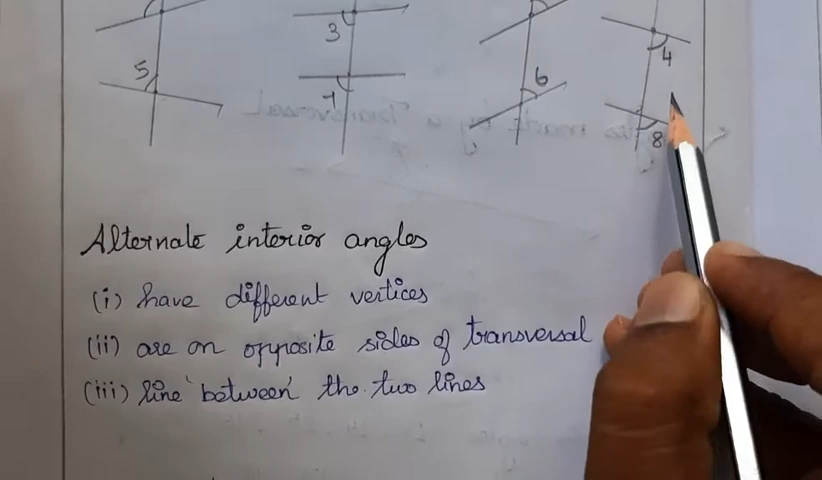 3
4
5
6
7
8
Alternate interior angles
(i) have different vertices
(ii) are on opposite sides of transversal
(iii) line between the two lines